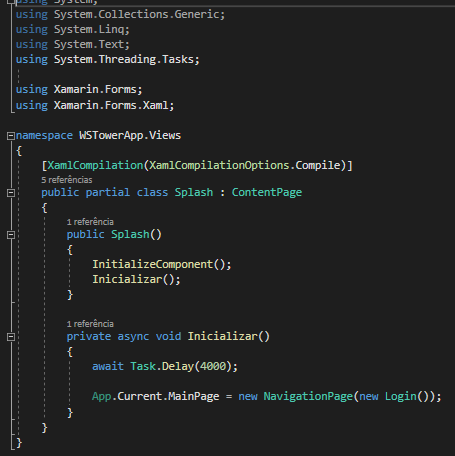 using System;
using System.Collections.Generic;
using System.Linq;
using System.Text;
using System.Threading.Tasks;
using Xamarin.Forms;
using Xamarin.Forms.Xaml;
namespace WSTowerApp.Views
{
[XamlCompilation(XamlCompilationOptions.Compile)]
5 referências
public partial class Splash : ContentPage
{
1 referência
public Splash()
{
InitializeComponent();
Inicializar();
}
1 referência
private async void Inicializar()
{
await Task.Delay(4000);
App.Current.MainPage = new NavigationPage(new Login());
}
}
}